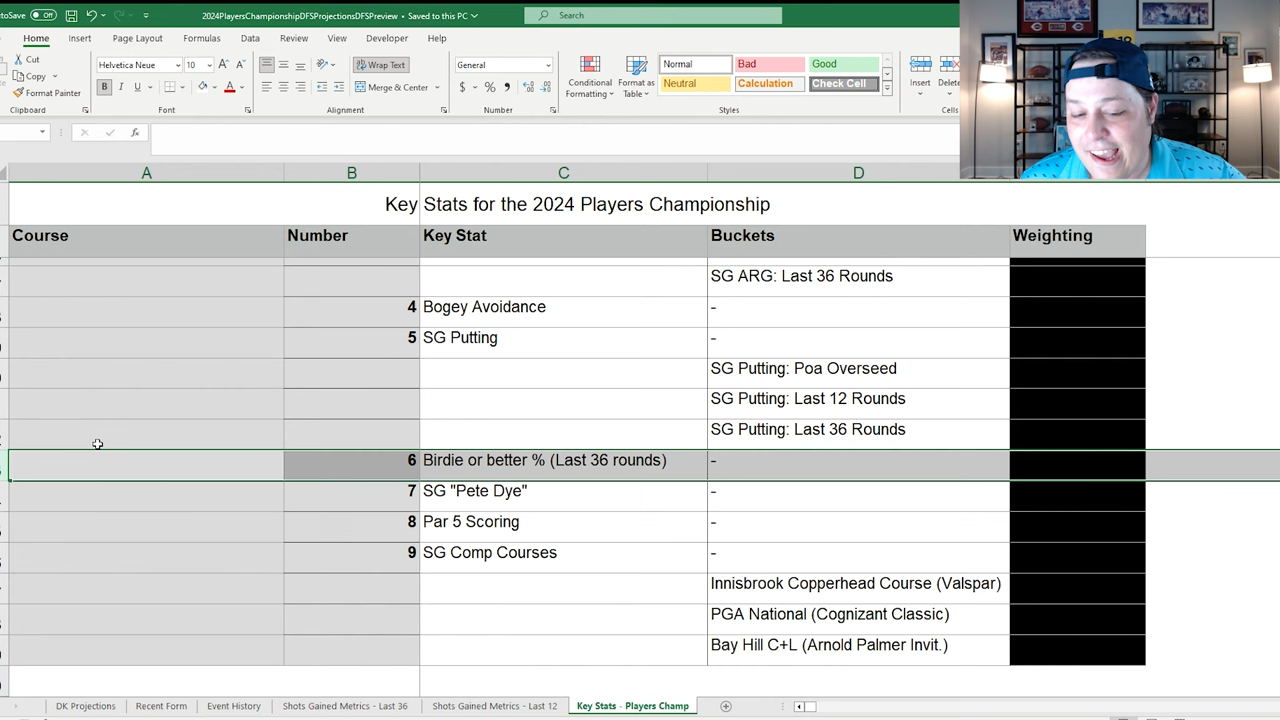 AutoSave Off 2024PlayersChampionshipDFSProjectionsDFSPreview - Saved to this PC Search
Home Insert Page Layout Formulas Data Review View Developer Help
Cut
Copy
Format Painter
Clipboard
Helvetica Neue 10
B
Font
Wrap Text
Merge & Center
Alignment
General
$ %
Number
Conditional
Formatting
Format as
Table
Normal Bad Good
Neutral Calculation Check Cell
Styles
Insert Delete
Cells
fx
A B C D
Key Stats for the 2024 Players Championship
Course Number Key Stat Buckets Weighting
SG ARG: Last 36 Rounds
4 Bogey Avoidance -
5 SG Putting -
SG Putting: Poa Overseed
SG Putting: Last 12 Rounds
SG Putting: Last 36 Rounds
6 Birdie or better % (Last 36 rounds) -
7 SG "Pete Dye" -
8 Par 5 Scoring -
9 SG Comp Courses -
Innisbrook Copperhead Course (Valspar)
PGA National (Cognizant Classic)
Bay Hill C+L (Arnold Palmer Invit.)
DK Projections Recent Form Event History Shots Gained Metrics - Last 36 Shots Gained Metrics - Last 12 Key Stats - Players Champ